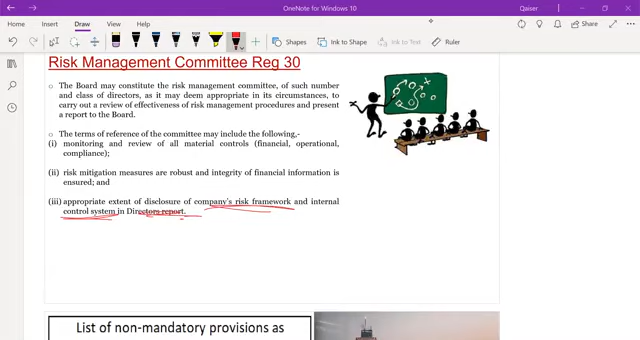 OneNote for Windows 10
Qaiser
Home
Insert
Draw
View
Help
Share
Shapes
Ink to Shape
Ink to Text
Ruler
Risk Management Committee Reg 30
o The Board may constitute the risk management committee, of such number
and class of directors, as it may deem appropriate in its circumstances, to
carry out a review of effectiveness of risk management procedures and present
a report to the Board.
o The terms of reference of the committee may include the following,-
(i) monitoring and review of all material controls (financial, operational,
compliance);
(ii) risk mitigation measures are robust and integrity of financial information is
ensured; and
(iii) appropriate extent of disclosure of company's risk framework and internal
control system in Directors report.
List of non-mandatory provisions as